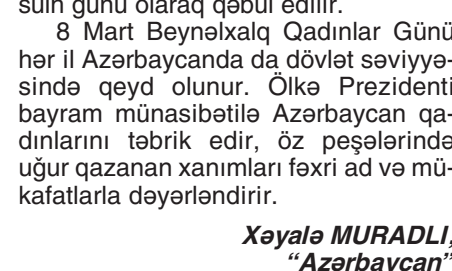 sülh günü olaraq qəbul edilir.
8 Mart Beynəlxalq Qadınlar Günü
hər il Azərbaycanda da dövlət səviyyə-
sində qeyd olunur. Ölkə Prezidenti
bayram münasibətilə Azərbaycan qa-
dınlarını təbrik edir, öz peşələrində
uğur qazanan xanımları fəxri ad və mü-
kafatlarla dəyərləndirir.
Xəyalə MURADLI,
“Azərbaycan”